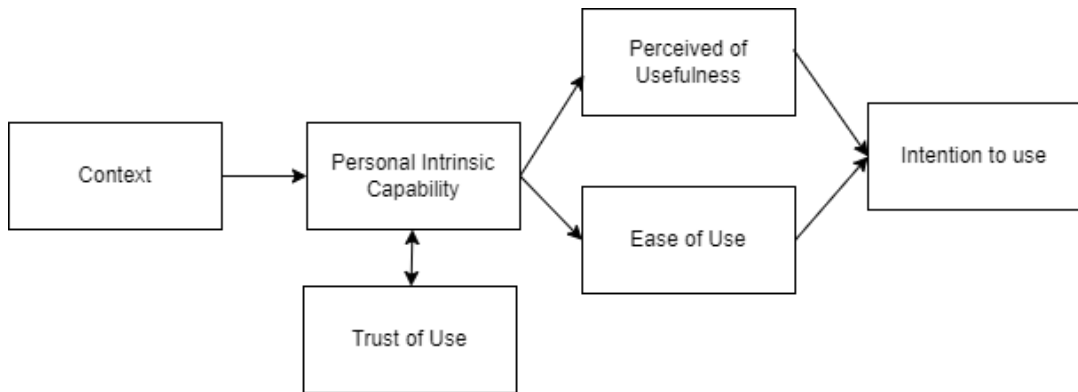 Perceived of
Usefulness
Context
Personal Intrinsic
Capability
Intention to use
Ease of Use
Trust of Use